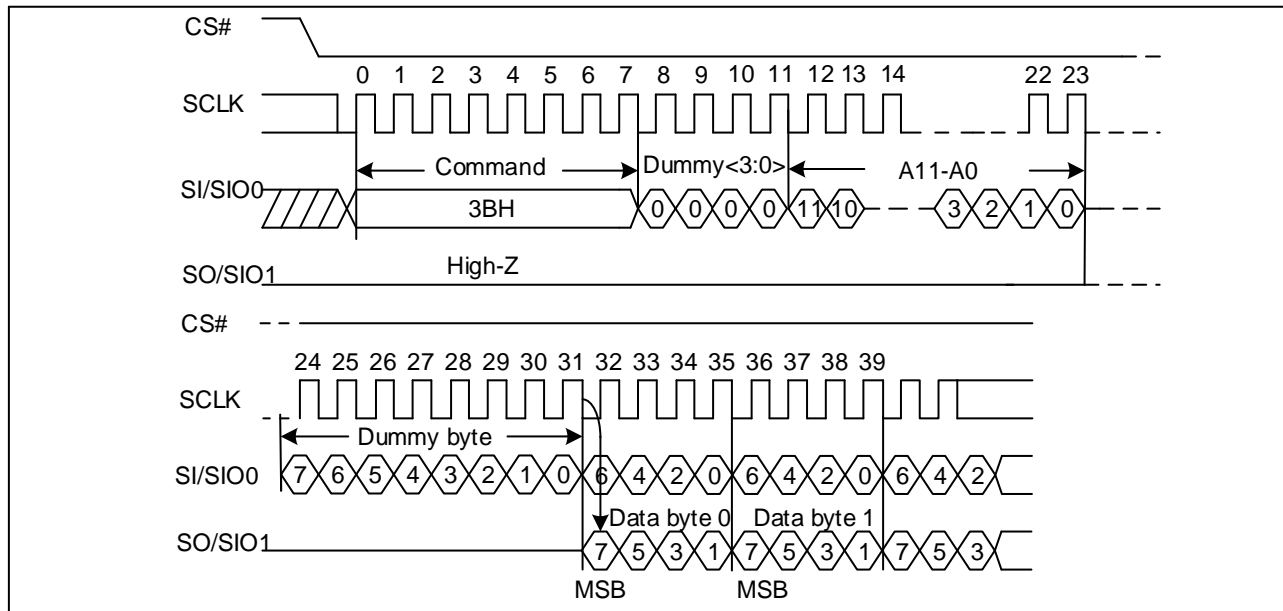 CS#
0 1 2 3 4 5 6 7 8 9 10 11 12 13 14 22 23
SCLK
Command Dummy<3:0> A11-A0
SI/SIO0 3BH 0 0 0 0 11 10 3 2 1 0
SO/SIO1 High-Z
CS#
24 25 26 27 28 29 30 31 32 33 34 35 36 37 38 39
SCLK
Dummy byte
SI/SIO0 7 6 5 4 3 2 1 0 6 4 2 0 6 4 2 0 6 4 2
Data byte 0 Data byte 1
SO/SIO1 7 5 3 1 7 5 3 1 7 5 3
MSB MSB